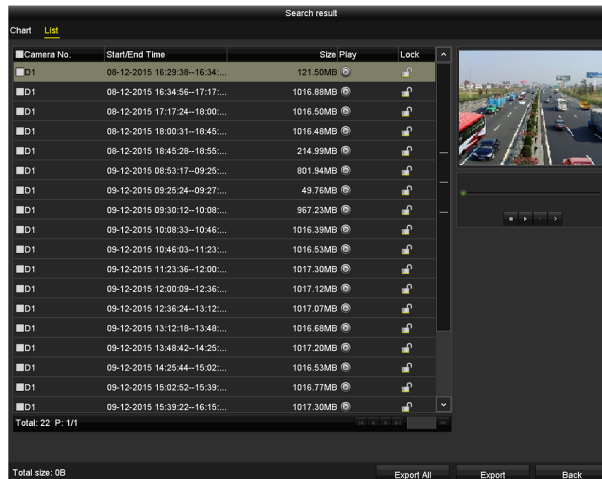 Search result
Chart List
Camera No. Start/End Time Size Play Lock
D1 08-12-2015 16:29:38--16:34:... 121.50MB
D1 08-12-2015 16:34:56--17:17:... 1016.88MB
D1 08-12-2015 17:17:24--18:00:... 1016.50MB
D1 08-12-2015 18:00:31--18:45:... 1016.48MB
D1 08-12-2015 18:45:28--18:55:... 214.99MB
D1 09-12-2015 08:53:17--09:25:... 801.94MB
D1 09-12-2015 09:25:24--09:27:... 49.76MB
D1 09-12-2015 09:30:12--10:08:... 967.23MB
D1 09-12-2015 10:08:33--10:46:... 1016.39MB
D1 09-12-2015 10:46:03--11:23:... 1016.53MB
D1 09-12-2015 11:23:36--12:00:... 1017.30MB
D1 09-12-2015 12:00:09--12:36:... 1017.12MB
D1 09-12-2015 12:36:24--13:12:... 1017.07MB
D1 09-12-2015 13:12:18--13:48:... 1016.68MB
D1 09-12-2015 13:48:42--14:25:... 1017.20MB
D1 09-12-2015 14:25:44--15:02:... 1016.53MB
D1 09-12-2015 15:02:52--15:39:... 1016.77MB
D1 09-12-2015 15:39:22--16:15:... 1017.30MB
Total: 22 P: 1/1
Total size: 0B Export All Export Back